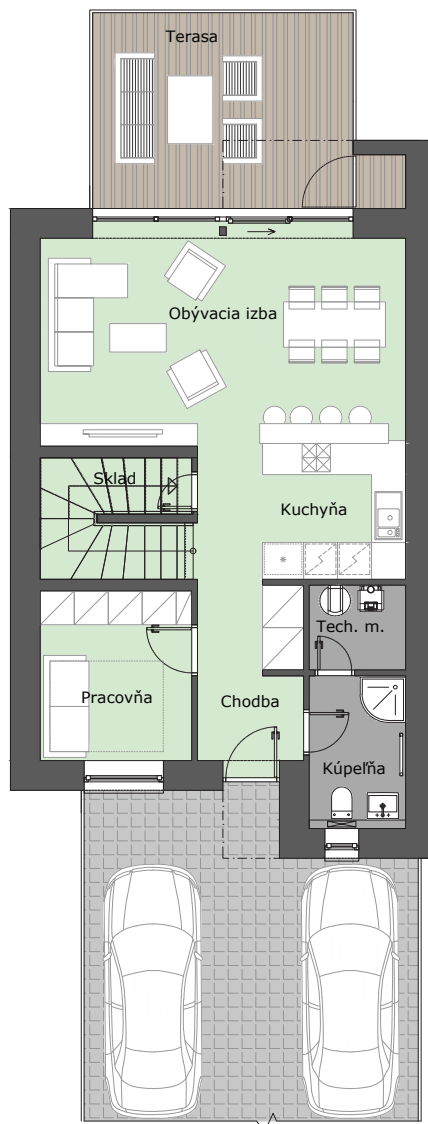 Terasa
Obývacia izba
Sklad
Kuchyňa
Tech. m.
Pracovňa
Chodba
Kúpeľňa